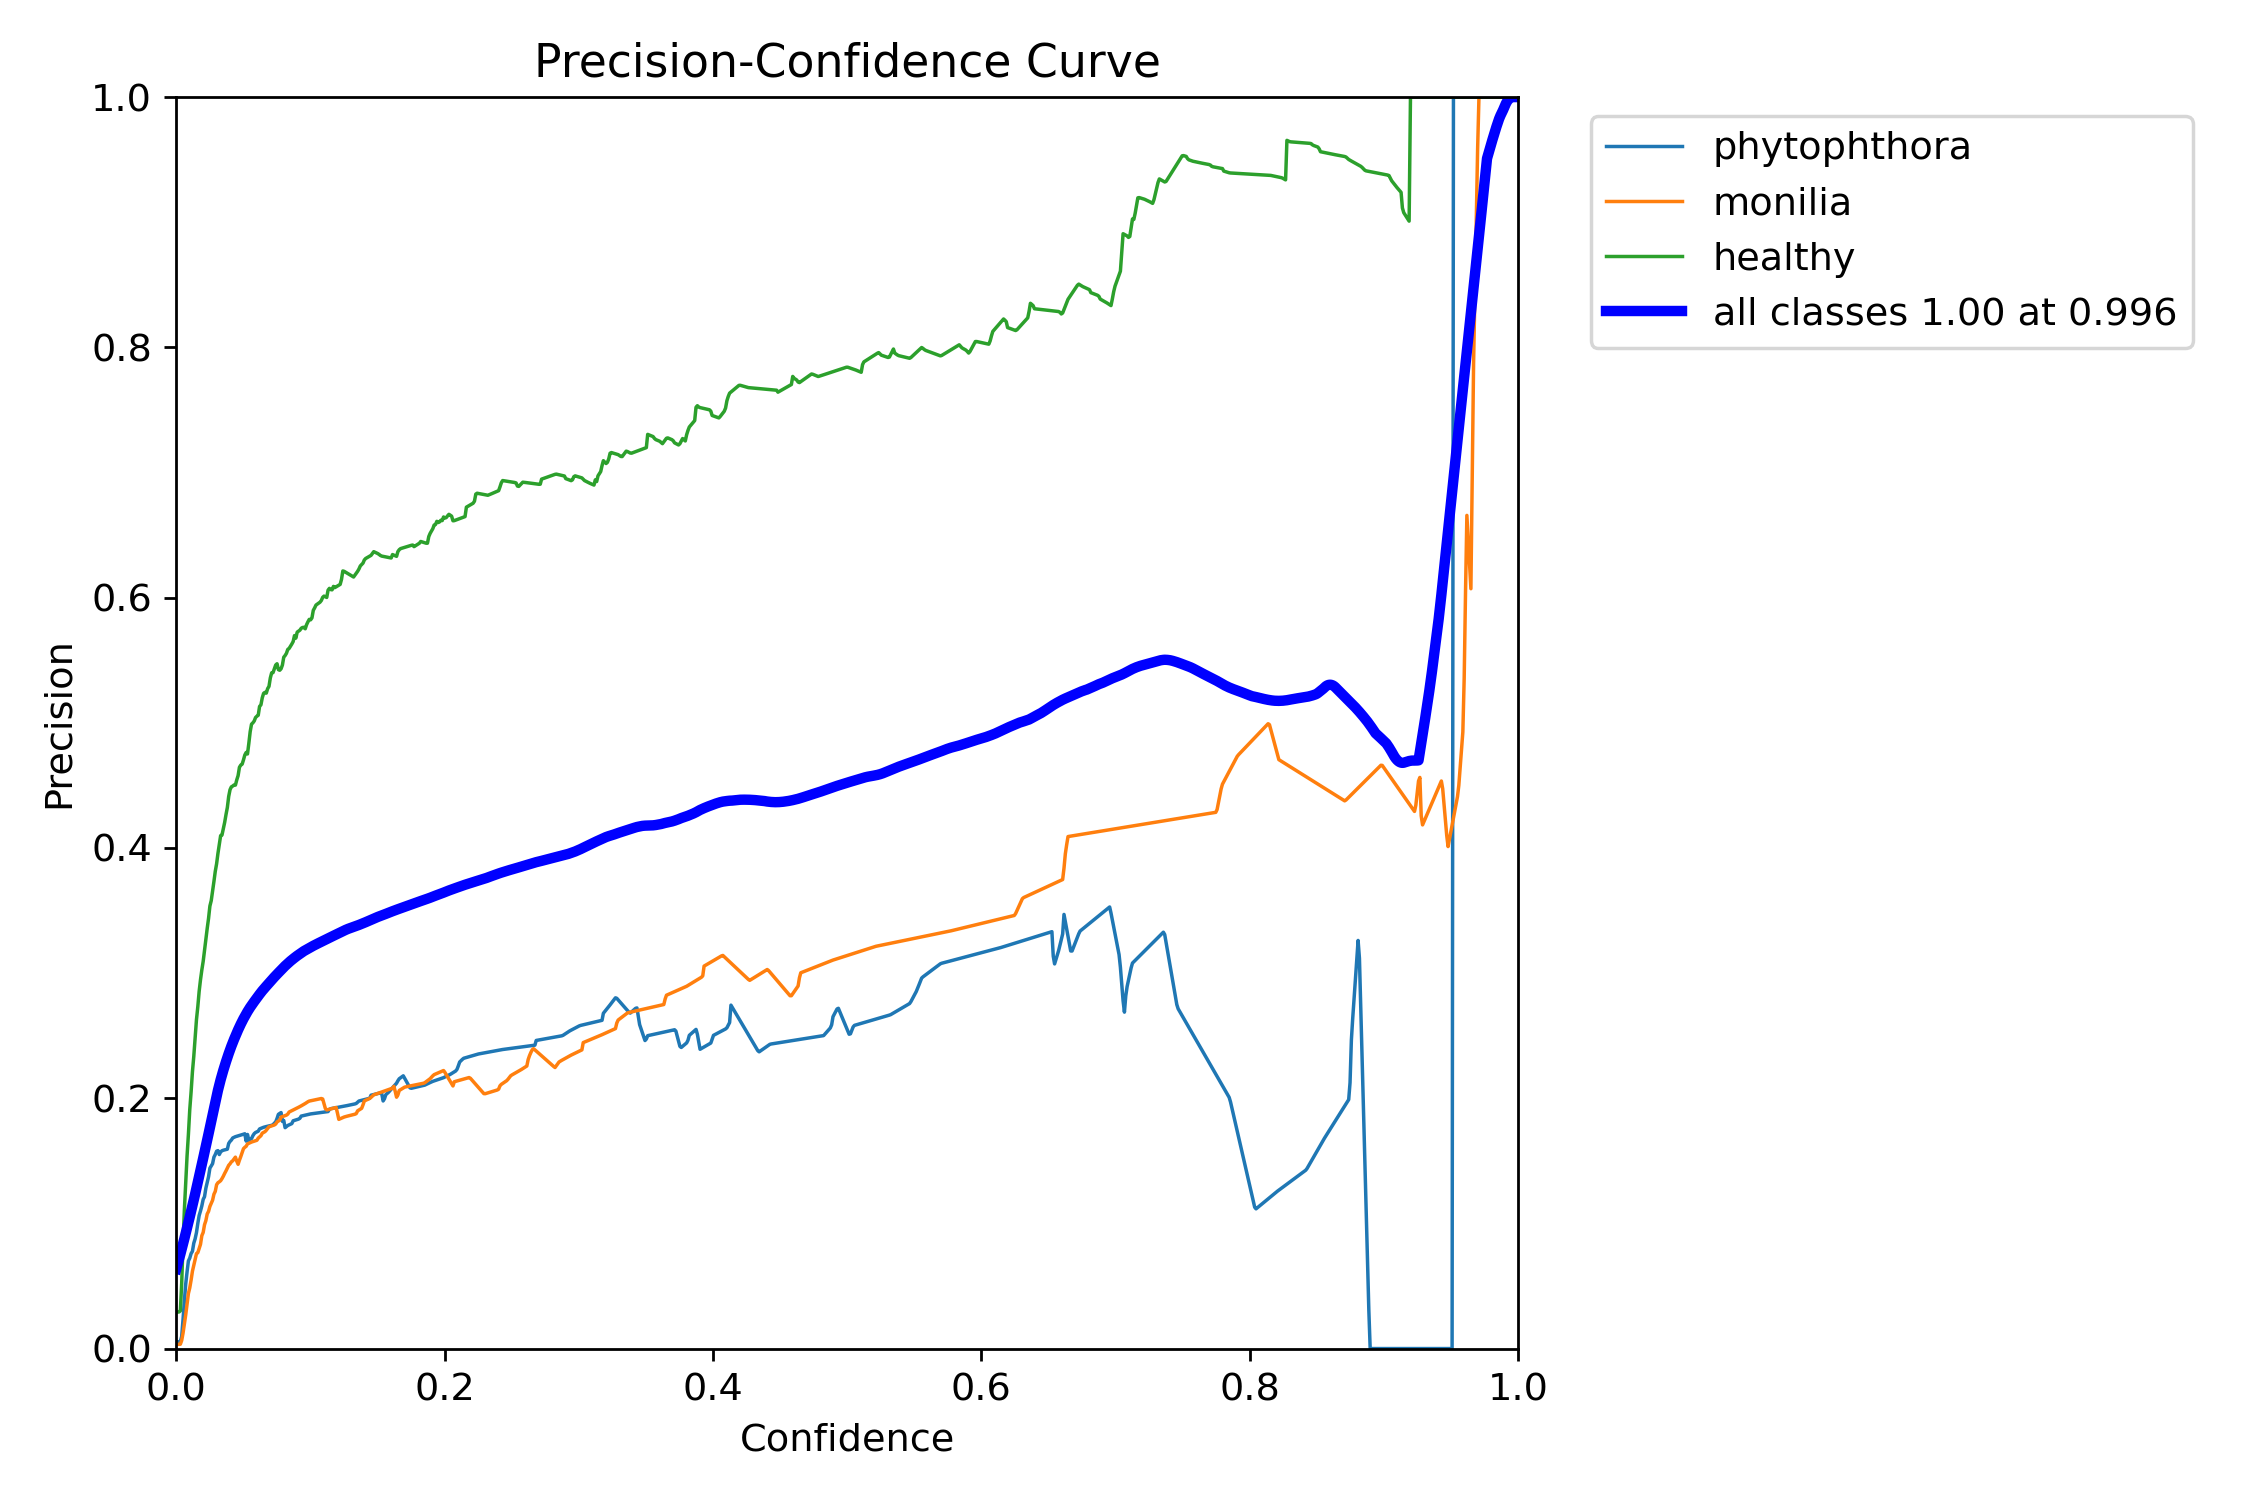 Precision-Confidence Curve
1.0
0.8
0.6
0.4
0.2
0.0
Precision
0.0 0.2 0.4 0.6 0.8 1.0
Confidence
phytophthora
monilia
healthy
all classes 1.00 at 0.996